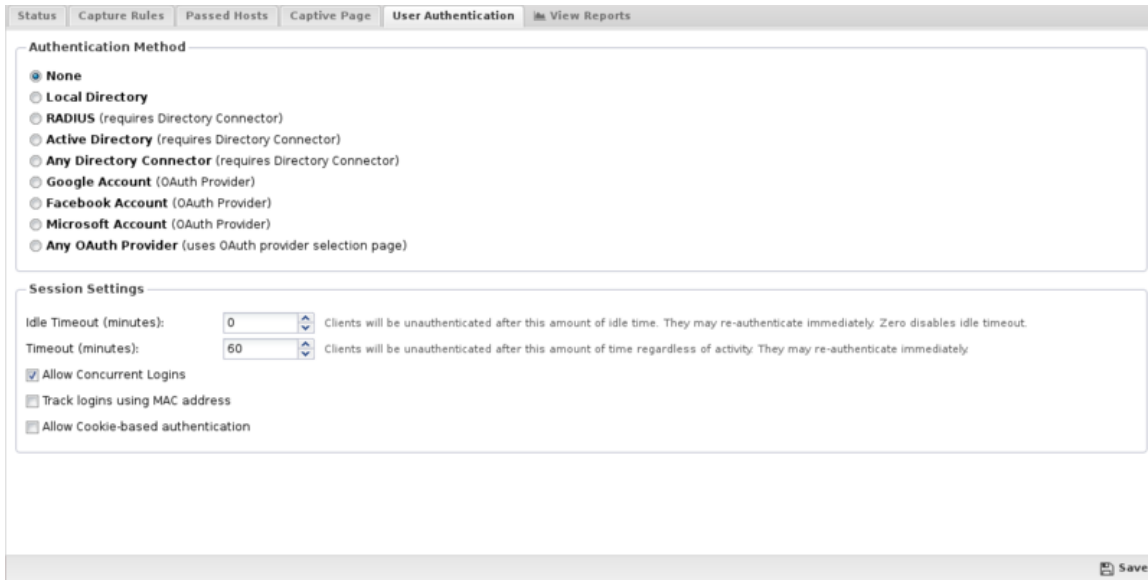 Status Capture Rules Passed Hosts Captive Page User Authentication View Reports
Authentication Method
None
Local Directory
RADIUS (requires Directory Connector)
Active Directory (requires Directory Connector)
Any Directory Connector (requires Directory Connector)
Google Account (OAuth Provider)
Facebook Account (OAuth Provider)
Microsoft Account (OAuth Provider)
Any OAuth Provider (uses OAuth provider selection page)
Session Settings
Idle Timeout (minutes): 0 Clients will be unauthenticated after this amount of idle time. They may re-authenticate immediately. Zero disables idle timeout.
Timeout (minutes): 60 Clients will be unauthenticated after this amount of time regardless of activity. They may re-authenticate immediately.
Allow Concurrent Logins
Track logins using MAC address
Allow Cookie-based authentication
Save